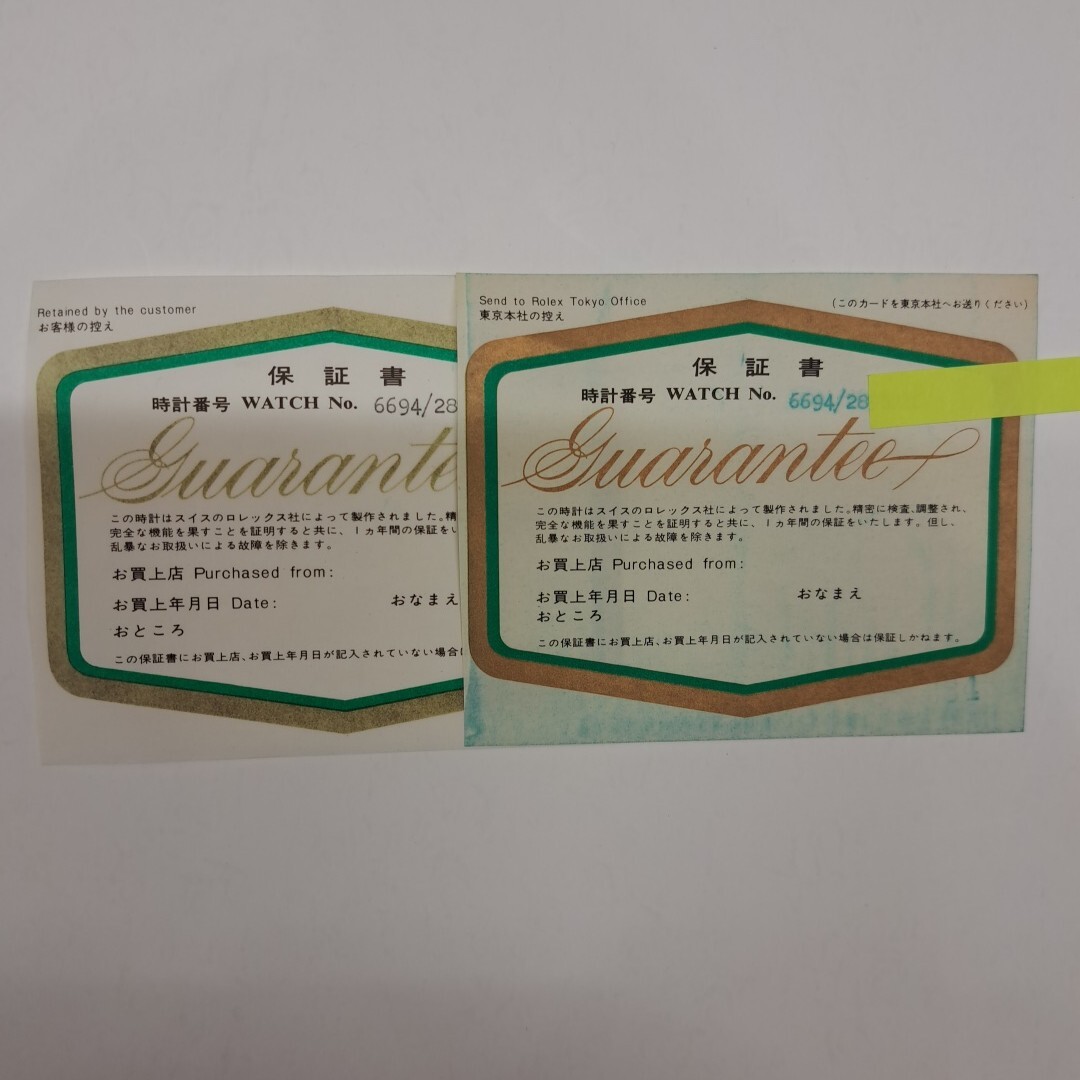 Retained by the customer
お客様の控え
保証書
時計番号 WATCH No. 6694/28
Guarante
この時計はスイスのロレックス社によって製作されました。精
完全な機能を果すことを証明すると共に、1ヵ年間の保証をい
乱暴なお取扱いによる故障を除きます。
お買上店 Purchased from:
お買上年月日 Date: おなまえ
おところ
この保証書にお買上店、お買上年月日が記入されていない場合
Send to Rolex Tokyo Office (このカードを東京本社へお送りください)
東京本社の控え
保証書
時計番号 WATCH No. 6694/28
Guarantee
この時計はスイスのロレックス社によって製作されました。精密に検査、調整され、
完全な機能を果すことを証明すると共に、1ヵ年間の保証をいたします。但し、
乱暴なお取扱いによる故障を除きます。
お買上店 Purchased from:
お買上年月日 Date: おなまえ
おところ
この保証書にお買上店、お買上年月日が記入されていない場合は保証しかねます。